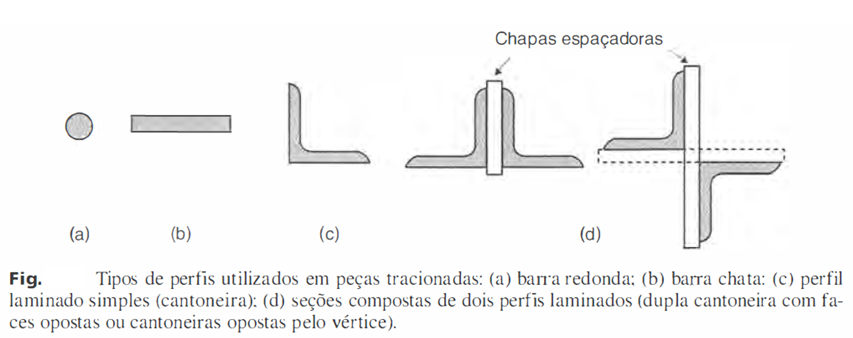 Chapas espaçadoras
(a) (b) (c) (d)
Fig. Tipos de perfis utilizados em peças tracionadas: (a) barra redonda; (b) barra chata: (c) perfil
laminado simples (cantoneira); (d) seções compostas de dois perfis laminados (dupla cantoneira com fa-
ces opostas ou cantoneiras opostas pelo vértice).